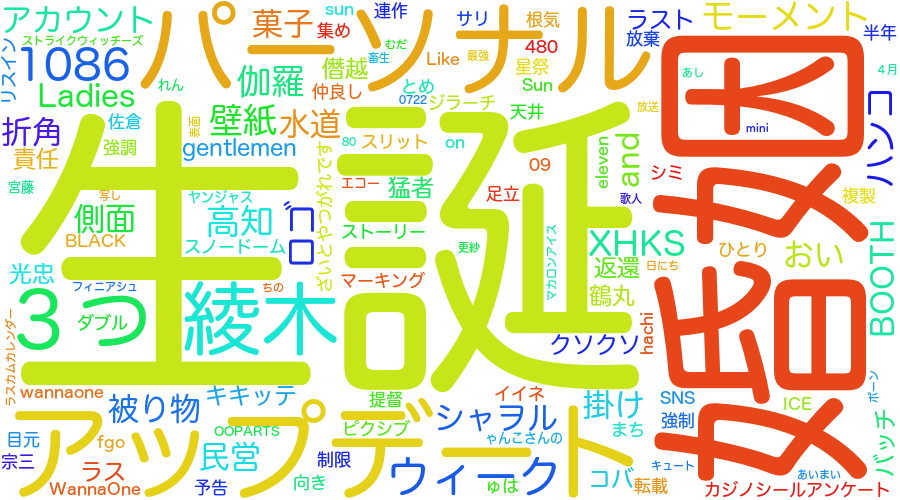 アカウント
ストライクウィッチーズ
リスイン
1086
Ladies
折角
佐倉
責任
強調
表面
宮藤
写し
側面
BLACK
光忠
フィニアシュ
3つ
ダブル
ラスカムカレンダー
wannaone
被り物
アップデート
目元
fgo
宗三
ラス
WannaOne
予告
民営
OOPARTS
キキッテ
制限
向き
パーソナル
菓子
sun
集め
連作
畜生
むだ
サリ
Like
最強
根気
480
星祭
Sun
伽羅
僭越
仲良し
とめ
0722
ジラーチ
天井
れん
壁紙
水道
gentlemen
80
スリット
on
09
eleven
and
ヤンジャス
高知
スノードーム
ゴロ
ざいとやつがれです
エコー
猛者
足立
ストーリー
マーキング
ちの
綾木
生誕
更紗
マカロンアイス
XHKS
返還
鶴丸
クソクソ
hachi
提督
ピクシブ
シャヲル
イイネ
ゃんこさんの
ウィーク
ゅは
掛け
まち
コバ
転載
モーメント
ラスト
放棄
半年
4月
あし
放送
mini
婚姻
シミ
歌人
ひとり
日にち
ハンコ
複製
おい
BOOTH
SNS
強制
ICE
ボーン
バッチ
キュート
あいまい
カジノシールアンケート